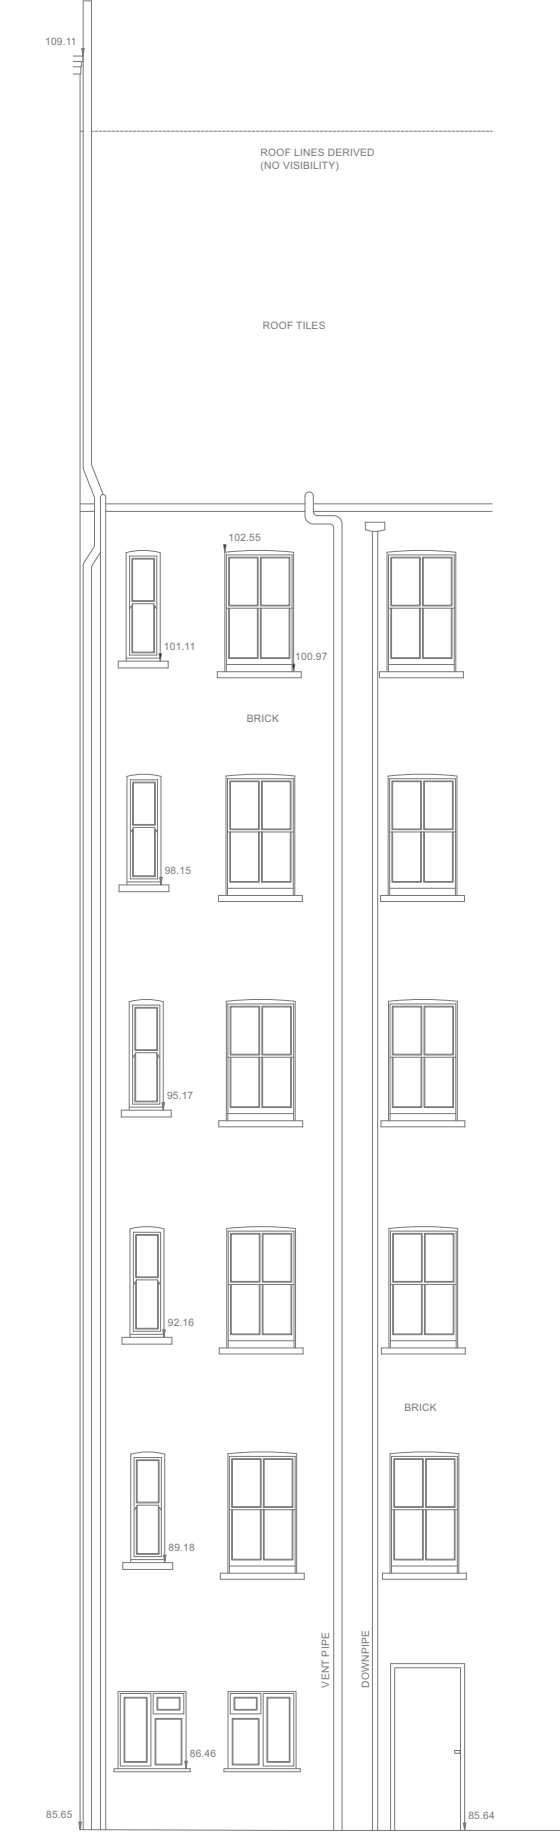 109.11
ROOF LINES DERIVED
(NO VISIBILITY)
ROOF TILES
102.55
101.11
100.97
BRICK
98.15
95.17
92.16
BRICK
89.18
VENT PIPE
DOWNPIPE
86.46
85.65
85.64